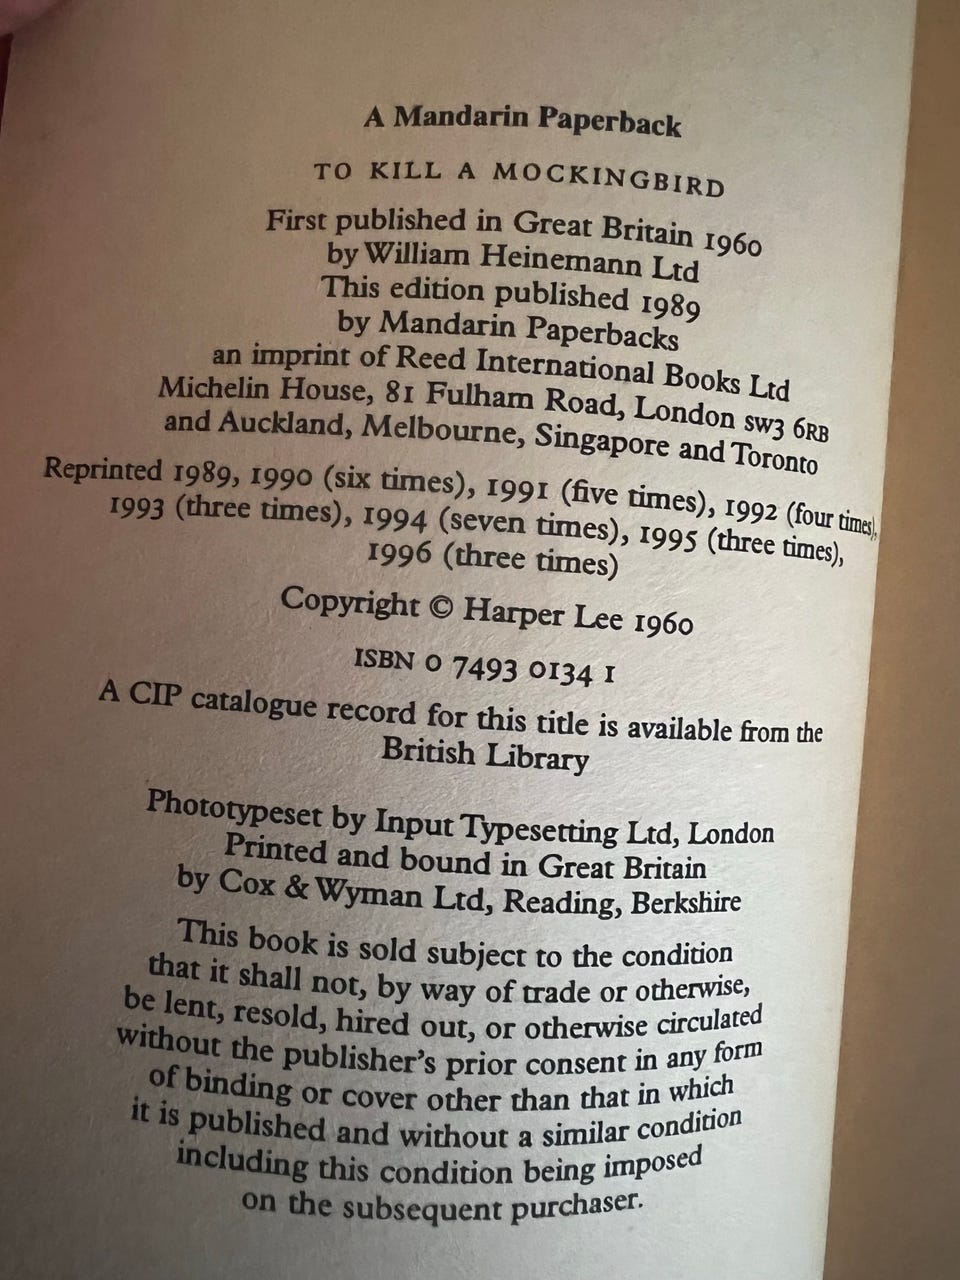 A Mandarin Paperback
TO KILL A MOCKINGBIRD
First published in Great Britain 1960
by William Heinemann Ltd
This edition published 1989
by Mandarin Paperbacks
an imprint of Reed International Books Ltd
Michelin House, 81 Fulham Road, London SW3 6RB
and Auckland, Melbourne, Singapore and Toronto
Reprinted 1989, 1990 (six times), 1991 (five times), 1992 (four times),
1993 (three times), 1994 (seven times), 1995 (three times),
1996 (three times)
Copyright © Harper Lee 1960
ISBN 0 7493 0134 1
A CIP catalogue record for this title is available from the
British Library
Phototypeset by Input Typesetting Ltd, London
Printed and bound in Great Britain
by Cox & Wyman Ltd, Reading, Berkshire
This book is sold subject to the condition
that it shall not, by way of trade or otherwise,
be lent, resold, hired out, or otherwise circulated
without the publisher's prior consent in any form
of binding or cover other than that in which
it is published and without a similar condition
including this condition being imposed
on the subsequent purchaser.